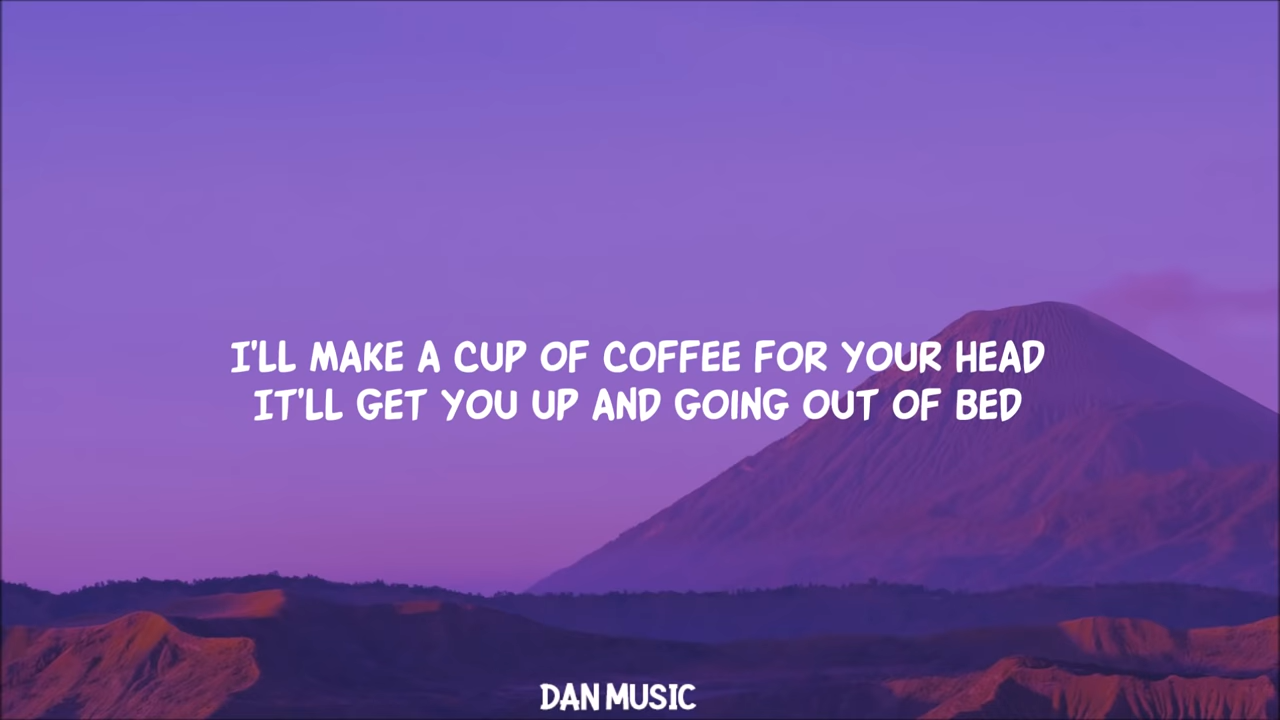 I'LL MAKE A CUP OF COFFEE FOR YOUR HEAD
IT'LL GET YOU UP AND GOING OUT OF BED
DAN MUSIC